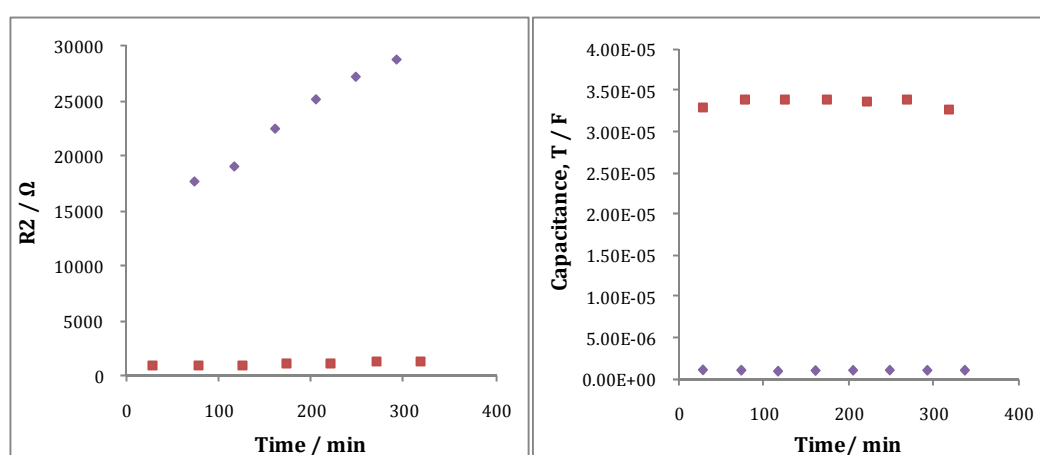 30000
25000
20000
15000
10000
5000
0
R2 / Ω
0 100 200 300 400
Time / min
4.00E-05
3.50E-05
3.00E-05
2.50E-05
2.00E-05
1.50E-05
1.00E-05
5.00E-06
0.00E+00
Capacitance, T / F
0 100 200 300 400
Time/ min